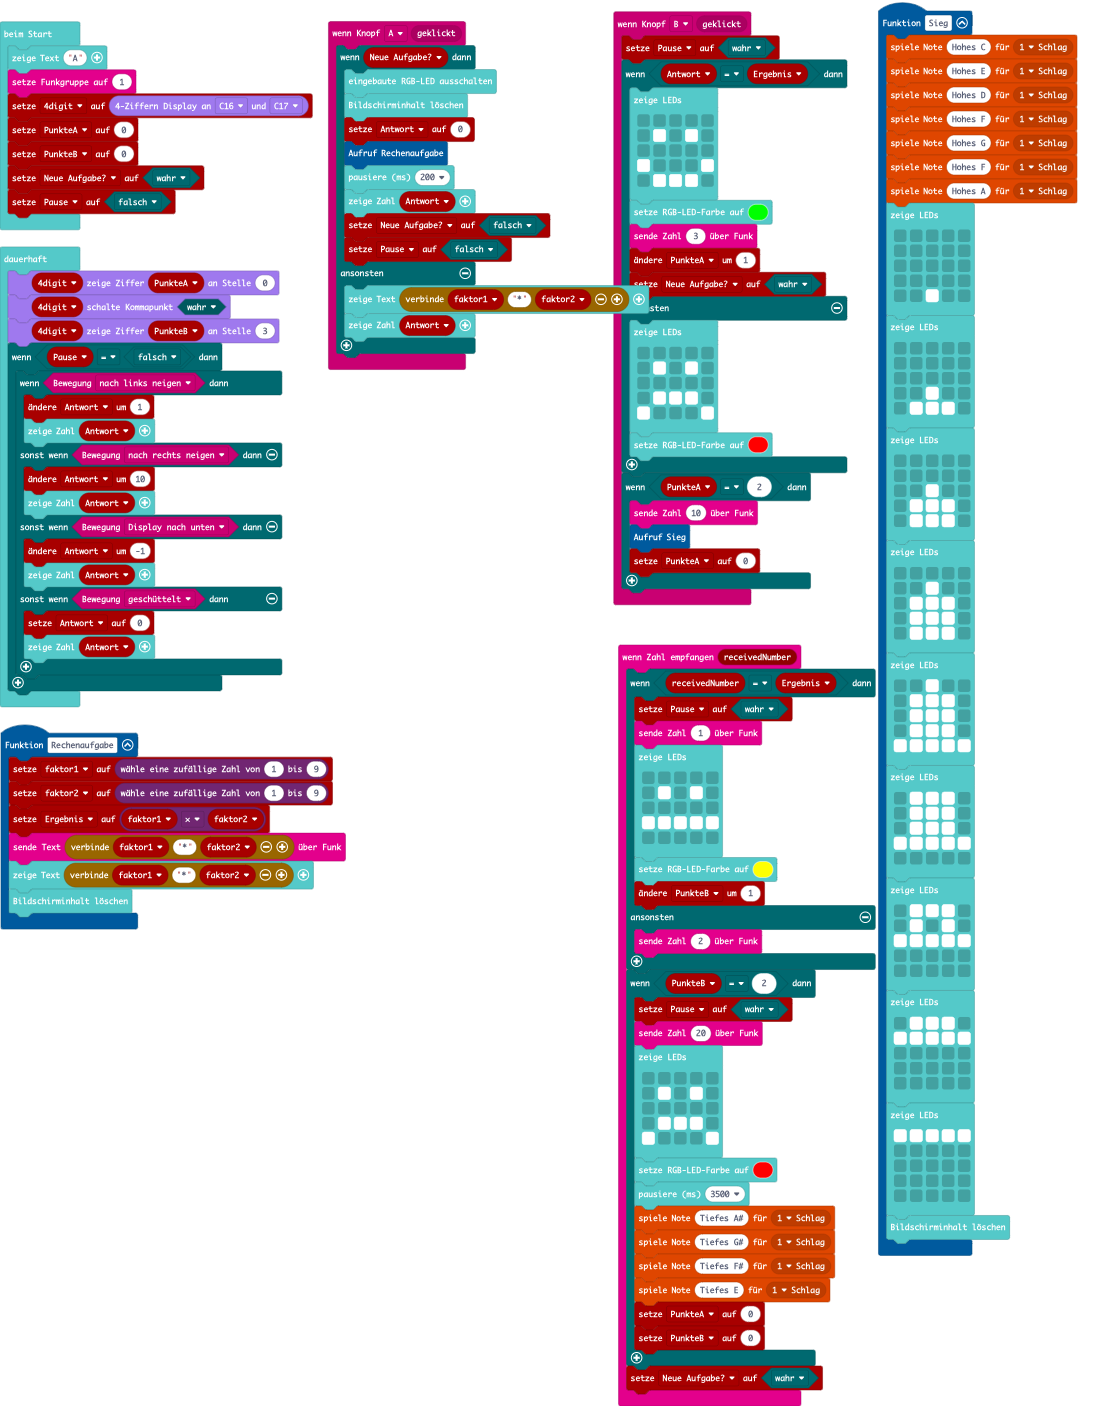 beim Start
zeige Text "A"
setze Funkgruppe auf 1
setze 4digit auf 4-Ziffern Display an C16 und C17
setze PunkteA auf 0
setze PunkteB auf 0
setze Neue Aufgabe? auf wahr
setze Pause auf falsch
dauerhaft
4digit zeige Ziffer PunkteA an Stelle 0
4digit schalte Kommapunkt wahr
4digit zeige Ziffer PunkteB an Stelle 3
wenn Pause = falsch dann
wenn Bewegung nach links neigen dann
ändere Antwort um 1
zeige Zahl Antwort
sonst wenn Bewegung nach rechts neigen dann
ändere Antwort um 10
zeige Zahl Antwort
sonst wenn Bewegung Display nach unten dann
ändere Antwort um -1
zeige Zahl Antwort
sonst wenn Bewegung geschüttelt dann
setze Antwort auf 0
zeige Zahl Antwort
Funktion Rechenaufgabe
setze faktor1 auf wähle eine zufällige Zahl von 1 bis 9
setze faktor2 auf wähle eine zufällige Zahl von 1 bis 9
setze Ergebnis auf faktor1 × faktor2
sende Text verbinde faktor1 "*" faktor2 über Funk
zeige Text verbinde faktor1 "*" faktor2
Bildschirminhalt löschen
wenn Knopf A geklickt
wenn Neue Aufgabe? dann
eingebaute RGB-LED ausschalten
Bildschirminhalt löschen
setze Antwort auf 0
Aufruf Rechenaufgabe
pausiere (ms) 200
zeige Zahl Antwort
setze Neue Aufgabe? auf falsch
setze Pause auf falsch
ansonsten
zeige Text verbinde faktor1 "*" faktor2
zeige Zahl Antwort
wenn Knopf B geklickt
setze Pause auf wahr
wenn Antwort = Ergebnis dann
zeige LEDs
setze RGB-LED-Farbe auf
sende Zahl 3 über Funk
ändere PunkteA um 1
setze Neue Aufgabe? auf wahr
sten
zeige LEDs
setze RGB-LED-Farbe auf
wenn PunkteA = 2 dann
sende Zahl 10 über Funk
Aufruf Sieg
setze PunkteA auf 0
wenn Zahl empfangen receivedNumber
wenn receivedNumber = Ergebnis dann
setze Pause auf wahr
sende Zahl 1 über Funk
zeige LEDs
setze RGB-LED-Farbe auf
ändere PunkteB um 1
ansonsten
sende Zahl 2 über Funk
wenn PunkteB = 2 dann
setze Pause auf wahr
sende Zahl 20 über Funk
zeige LEDs
setze RGB-LED-Farbe auf
pausiere (ms) 3500
spiele Note Tiefes A# für 1 Schlag
spiele Note Tiefes G# für 1 Schlag
spiele Note Tiefes F# für 1 Schlag
spiele Note Tiefes E für 1 Schlag
setze PunkteA auf 0
setze PunkteB auf 0
setze Neue Aufgabe? auf wahr
Funktion Sieg
spiele Note Hohes C für 1 Schlag
spiele Note Hohes E für 1 Schlag
spiele Note Hohes D für 1 Schlag
spiele Note Hohes F für 1 Schlag
spiele Note Hohes G für 1 Schlag
spiele Note Hohes F für 1 Schlag
spiele Note Hohes A für 1 Schlag
zeige LEDs
zeige LEDs
zeige LEDs
zeige LEDs
zeige LEDs
zeige LEDs
zeige LEDs
zeige LEDs
zeige LEDs
Bildschirminhalt löschen